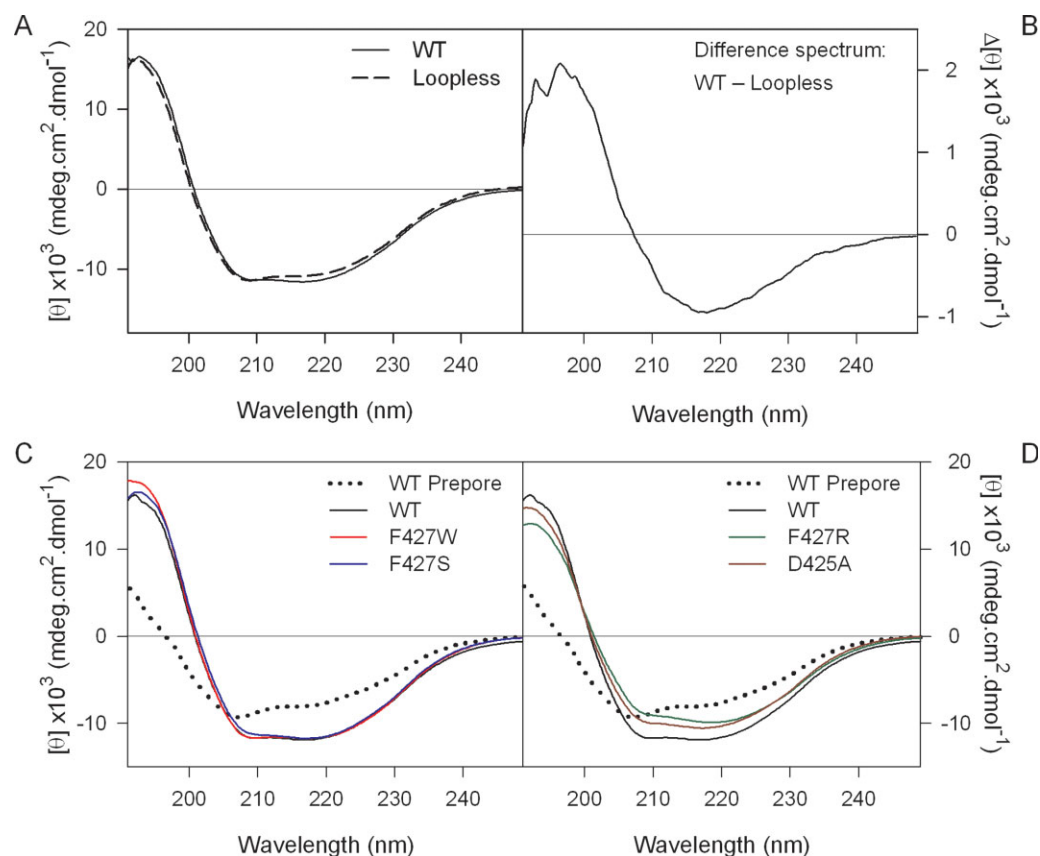 A
B
[θ] x10³ (mdeg.cm².dmol⁻¹)
20
10
0
-10
WT
Loopless
200 210 220 230 240
Wavelength (nm)
Difference spectrum:
WT – Loopless
2
1
0
-1
Δ[θ] x10³ (mdeg.cm².dmol⁻¹)
200 210 220 230 240
Wavelength (nm)
C
D
[θ] x10³ (mdeg.cm².dmol⁻¹)
20
10
0
-10
WT Prepore
WT
F427W
F427S
200 210 220 230 240
Wavelength (nm)
WT Prepore
WT
F427R
D425A
20
10
0
-10
[θ] x10³ (mdeg.cm².dmol⁻¹)
200 210 220 230 240
Wavelength (nm)